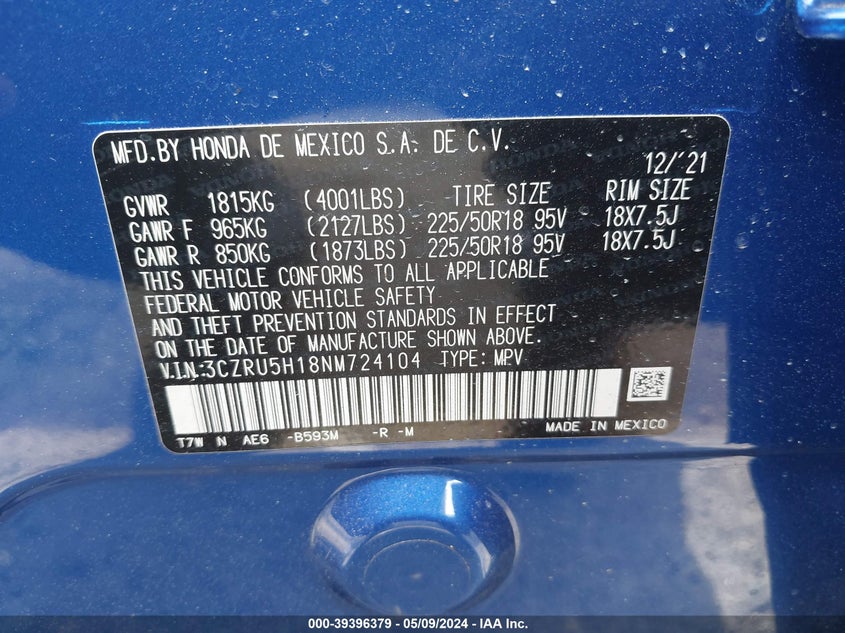 MFD.BY HONDA DE MEXICO S.A. DE C.V.
12/'21
GVWR 1815KG (4001LBS) TIRE SIZE RIM SIZE
GAWR F 965KG (2127LBS) 225/50R18 95V 18X7.5J
GAWR R 850KG (1873LBS) 225/50R18 95V 18X7.5J
THIS VEHICLE CONFORMS TO ALL APPLICABLE
FEDERAL MOTOR VEHICLE SAFETY
AND THEFT PREVENTION STANDARDS IN EFFECT
ON THE DATE OF MANUFACTURE SHOWN ABOVE.
V.I.N:3CZRU5H18NM724104 TYPE: MPV
T7W N AE6 -B593M -R -M MADE IN MEXICO
000-39396379 - 05/09/2024 - IAA, Inc.